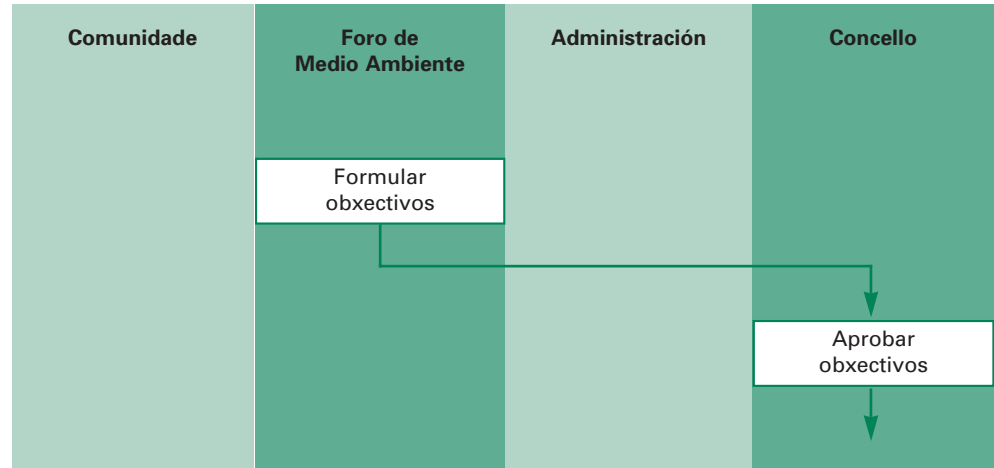 Comunidade
Foro de
Medio Ambiente
Administración
Concello
Formular
obxectivos
Aprobar
obxectivos